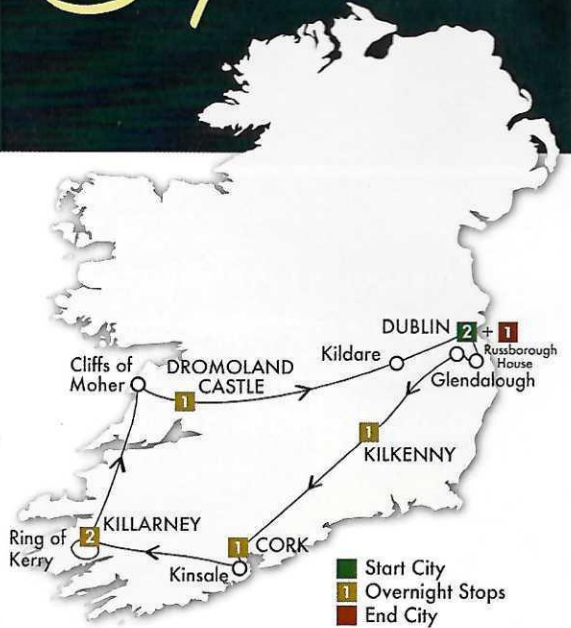 DUBLIN 2 + 1
Kildare
Russborough
House
Glendalough
Cliffs of
Moher
DROMOLAND
CASTLE
1
1
KILKENNY
KILLARNEY
2
Ring of
Kerry
1 CORK
Kinsale
Start City
1 Overnight Stops
End City